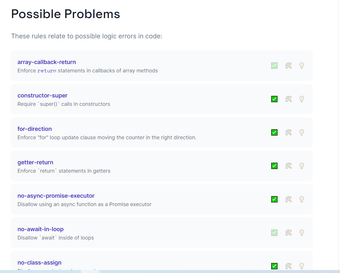 Possible Problems
These rules relate to possible logic errors in code:
array-callback-return
Enforce return statements in callbacks of array methods
constructor-super
Require `super()` calls in constructors
for-direction
Enforce "for" loop update clause moving the counter in the right direction.
getter-return
Enforce `return` statements in getters
no-async-promise-executor
Disallow using an async function as a Promise executor
no-await-in-loop
Disallow `await` inside of loops
no-class-assign